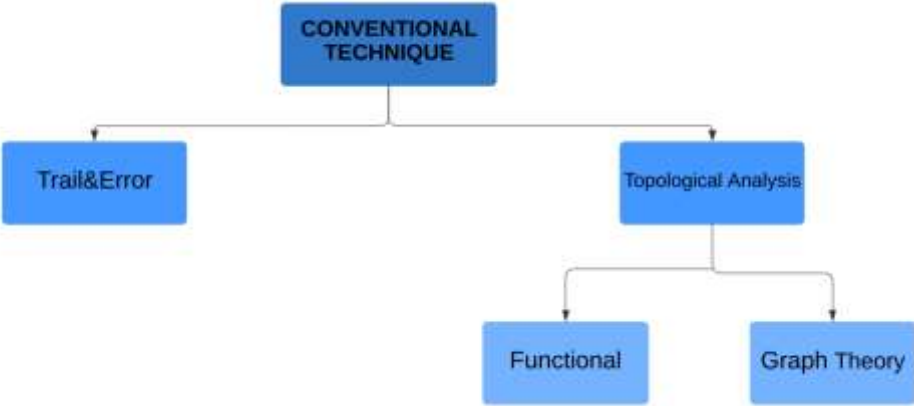 CONVENTIONAL
TECHNIQUE
Trail&Error
Topological Analysis
Functional
Graph Theory